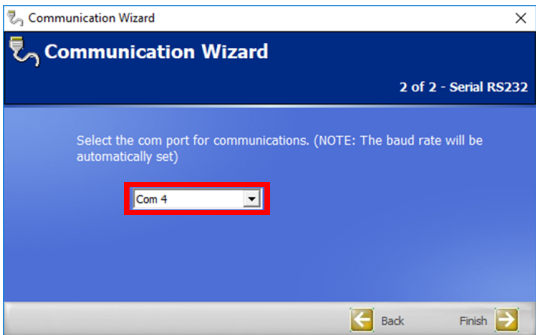 Communication Wizard
Communication Wizard
2 of 2 - Serial RS232
Select the com port for communications. (NOTE: The baud rate will be
automatically set)
Com 4
Back Finish